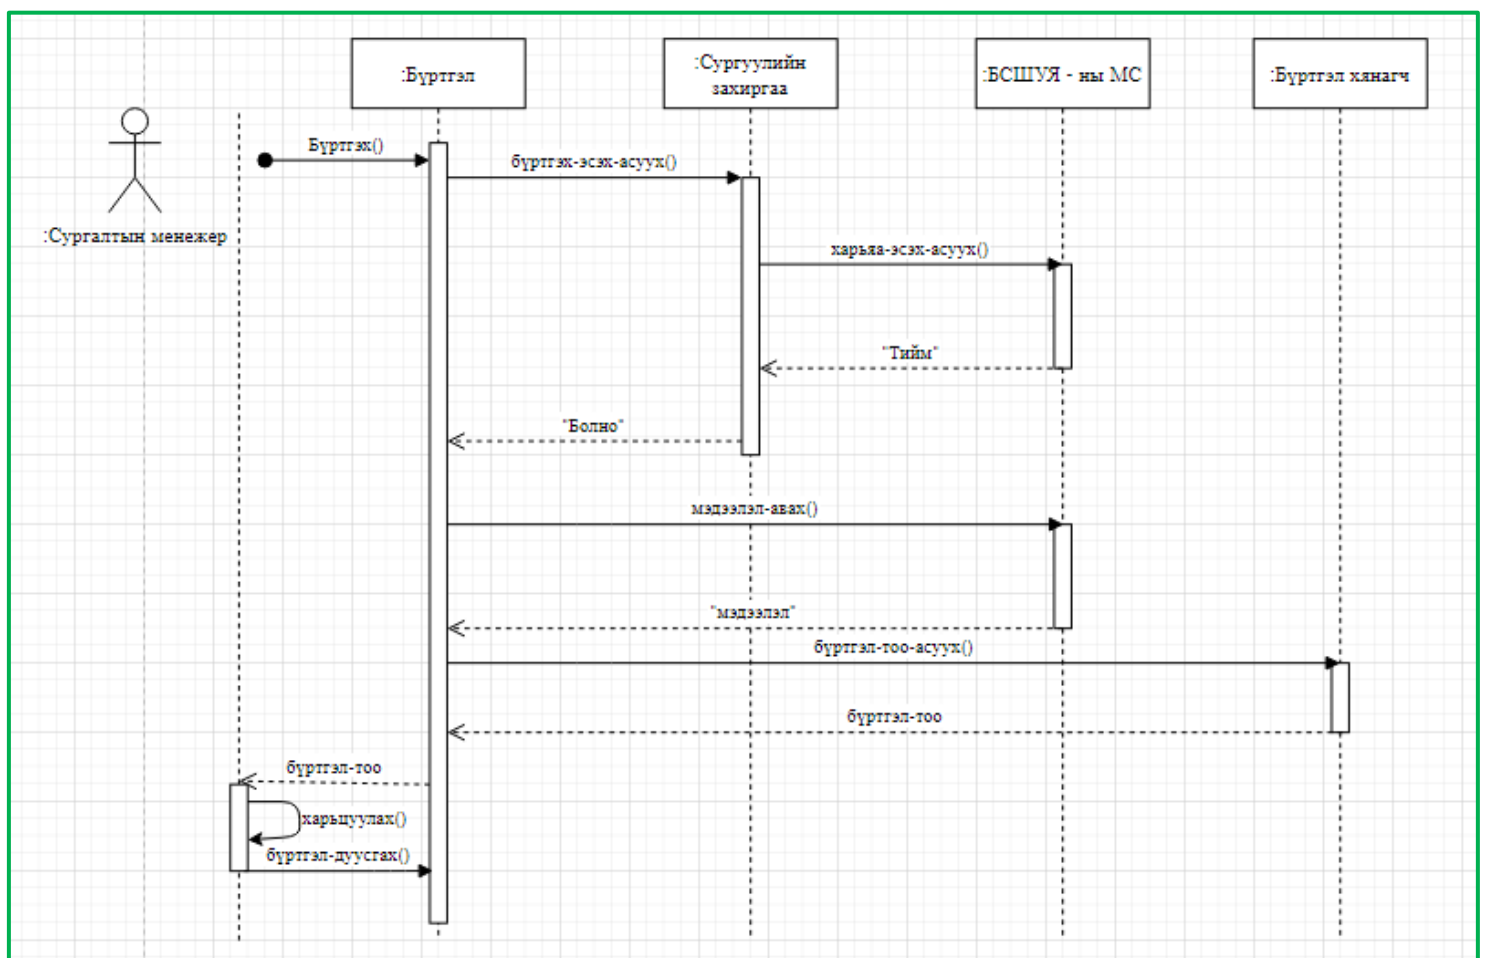 :Бүртгэл
:Сургуулийн
захиргаа
:БСШУЯ - ны МС
:Бүртгэл хянагч
:Сургалтын менежер
Бүртгэх()
бүртгэх-эсэх-асуух()
харьяа-эсэх-асуух()
"Тийм"
"Болно"
мэдээлэл-авах()
"мэдээлэл"
бүртгэл-тоо-асуух()
бүртгэл-тоо
бүртгэл-тоо
харьцуулах()
бүртгэл-дуусгах()